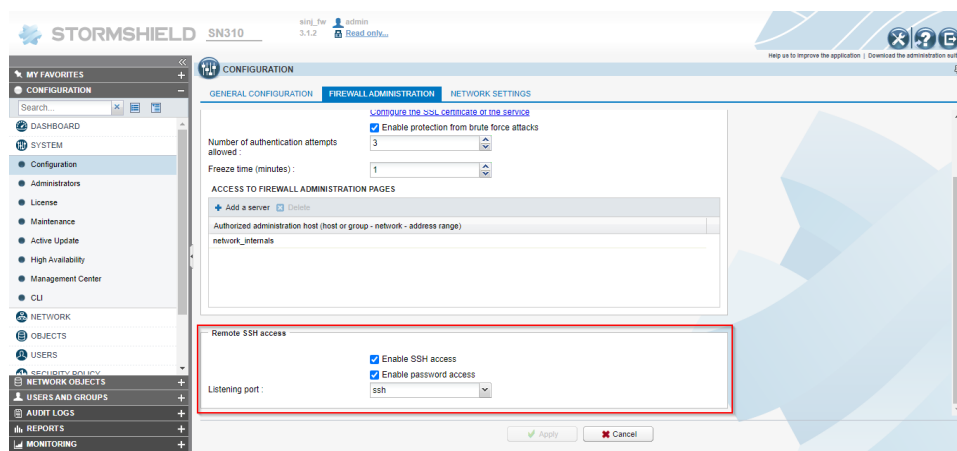 STORMSHIELD SN310 sinj_fw admin
3.1.2 Read only...
Help us to improve the application | Download the administration suit
MY FAVORITES
CONFIGURATION
Search...
DASHBOARD
SYSTEM
Configuration
Administrators
License
Maintenance
Active Update
High Availability
Management Center
CLI
NETWORK
OBJECTS
USERS
SECURITY POLICY
NETWORK OBJECTS
USERS AND GROUPS
AUDIT LOGS
REPORTS
MONITORING
CONFIGURATION
GENERAL CONFIGURATION FIREWALL ADMINISTRATION NETWORK SETTINGS
Configure the SSL certificate of the service
Enable protection from brute force attacks
Number of authentication attempts
allowed : 3
Freeze time (minutes) : 1
ACCESS TO FIREWALL ADMINISTRATION PAGES
Add a server Delete
Authorized administration host (host or group - network - address range)
network_internals
Remote SSH access
Enable SSH access
Enable password access
Listening port : ssh
Apply Cancel